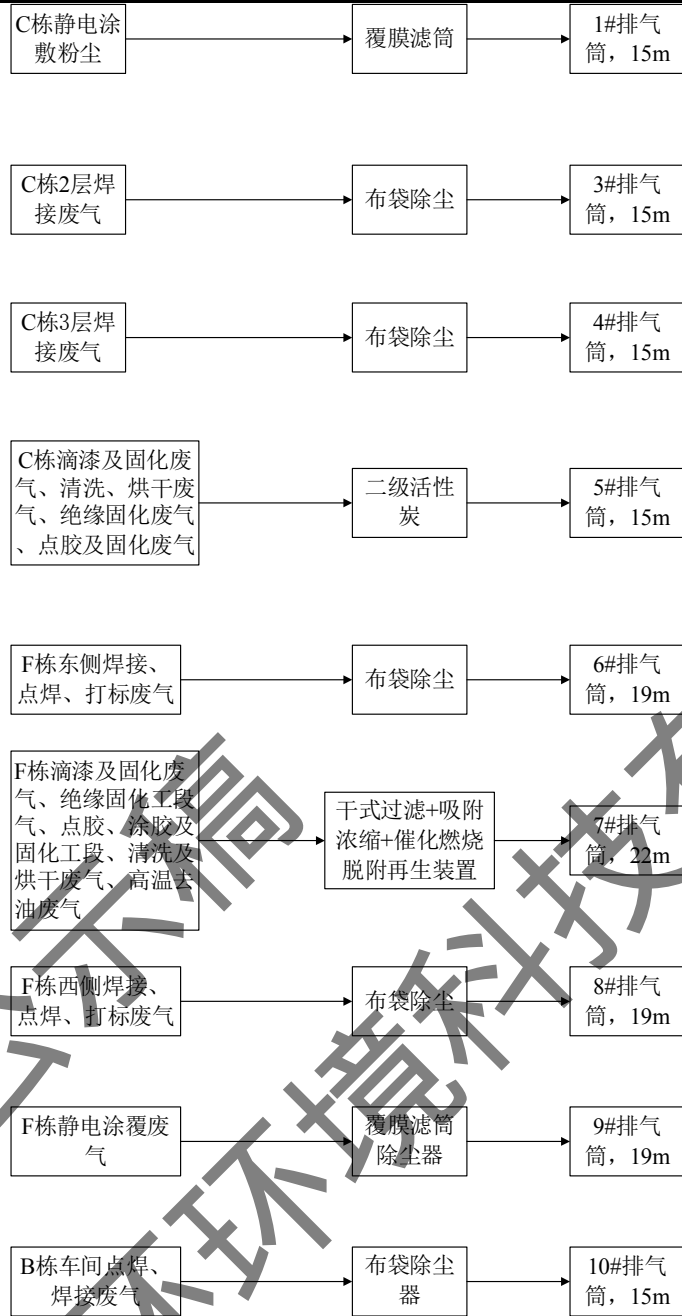 C栋静电涂
敷粉尘
覆膜滤筒
1#排气
筒，15m
C栋2层焊
接废气
布袋除尘
3#排气
筒，15m
C栋3层焊
接废气
布袋除尘
4#排气
筒，15m
C栋滴漆及固化废
气、清洗、烘干废
气、绝缘固化废气
、点胶及固化废气
二级活性
炭
5#排气
筒，15m
F栋东侧焊接、
点焊、打标废气
布袋除尘
6#排气
筒，19m
F栋滴漆及固化废
气、绝缘固化工段
气、点胶、涂胶及
固化工段、清洗及
烘干废气、高温去
油废气
干式过滤+吸附
浓缩+催化燃烧
脱附再生装置
7#排气
筒，22m
F栋西侧焊接、
点焊、打标废气
布袋除尘
8#排气
筒，19m
F栋静电涂覆废
气
覆膜滤筒
除尘器
9#排气
筒，19m
B栋车间点焊、
焊接废气
布袋除尘
器
10#排气
筒，15m
示稿
环环境科技